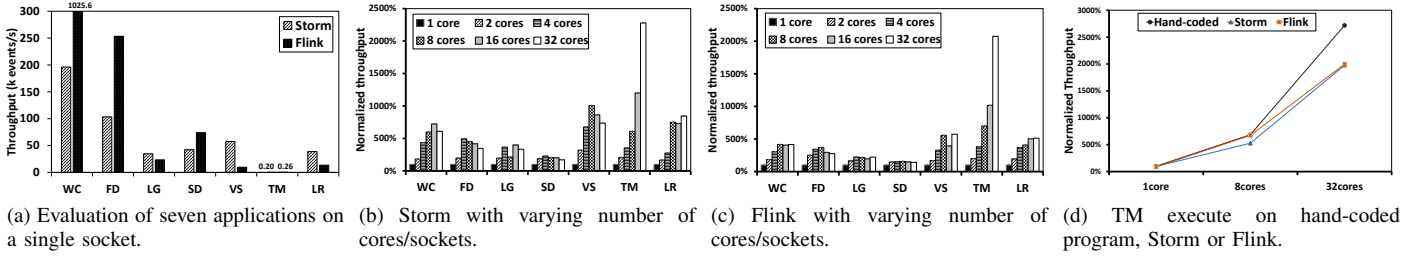 1025.6
300
250
200
150
100
50
0
Throughput (k events/s)
Storm
Flink
0.20 0.26
WC FD LG SD VS TM LR
(a) Evaluation of seven applications on
a single socket.
2500%
2000%
1500%
1000%
500%
0%
Normalized throughput
1 core 2 cores 4 cores
8 cores 16 cores 32 cores
WC FD LG SD VS TM LR
(b) Storm with varying number of
cores/sockets.
2500%
2000%
1500%
1000%
500%
0%
Normalized throughput
1 core 2 cores 4 cores
8 cores 16 cores 32 cores
WC FD LG SD VS TM LR
(c) Flink with varying number of
cores/sockets.
3000%
2500%
2000%
1500%
1000%
500%
0%
Normalized Throughput
Hand-coded Storm Flink
1core 8cores 32cores
(d) TM execute on hand-coded
program, Storm or Flink.